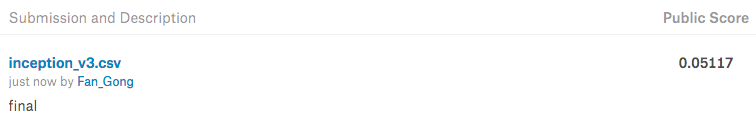 Submission and Description Public Score
inception_v3.csv 0.05117
just now by Fan_Gong
final